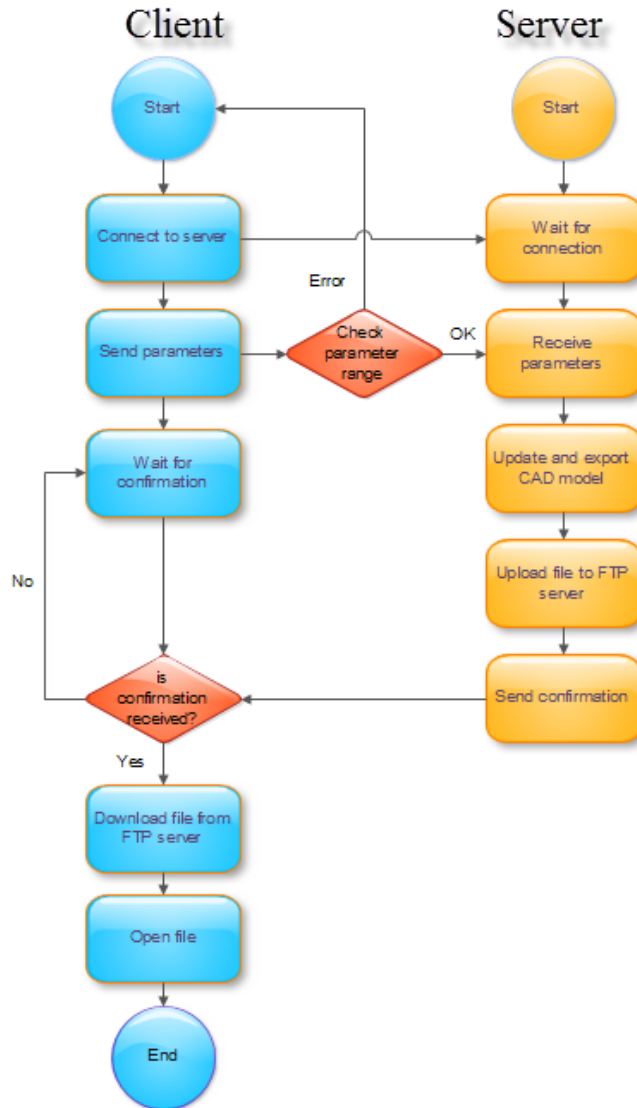 Client
Server
Start
Start
Connect to server
Wait for
connection
Error
Send parameters
Check
parameter
range
OK
Receive
parameters
Wait for
confirmation
Update and export
CAD model
No
Upload file to FTP
server
is
confirmation
received?
Send confirmation
Yes
Download file from
FTP server
Open file
End